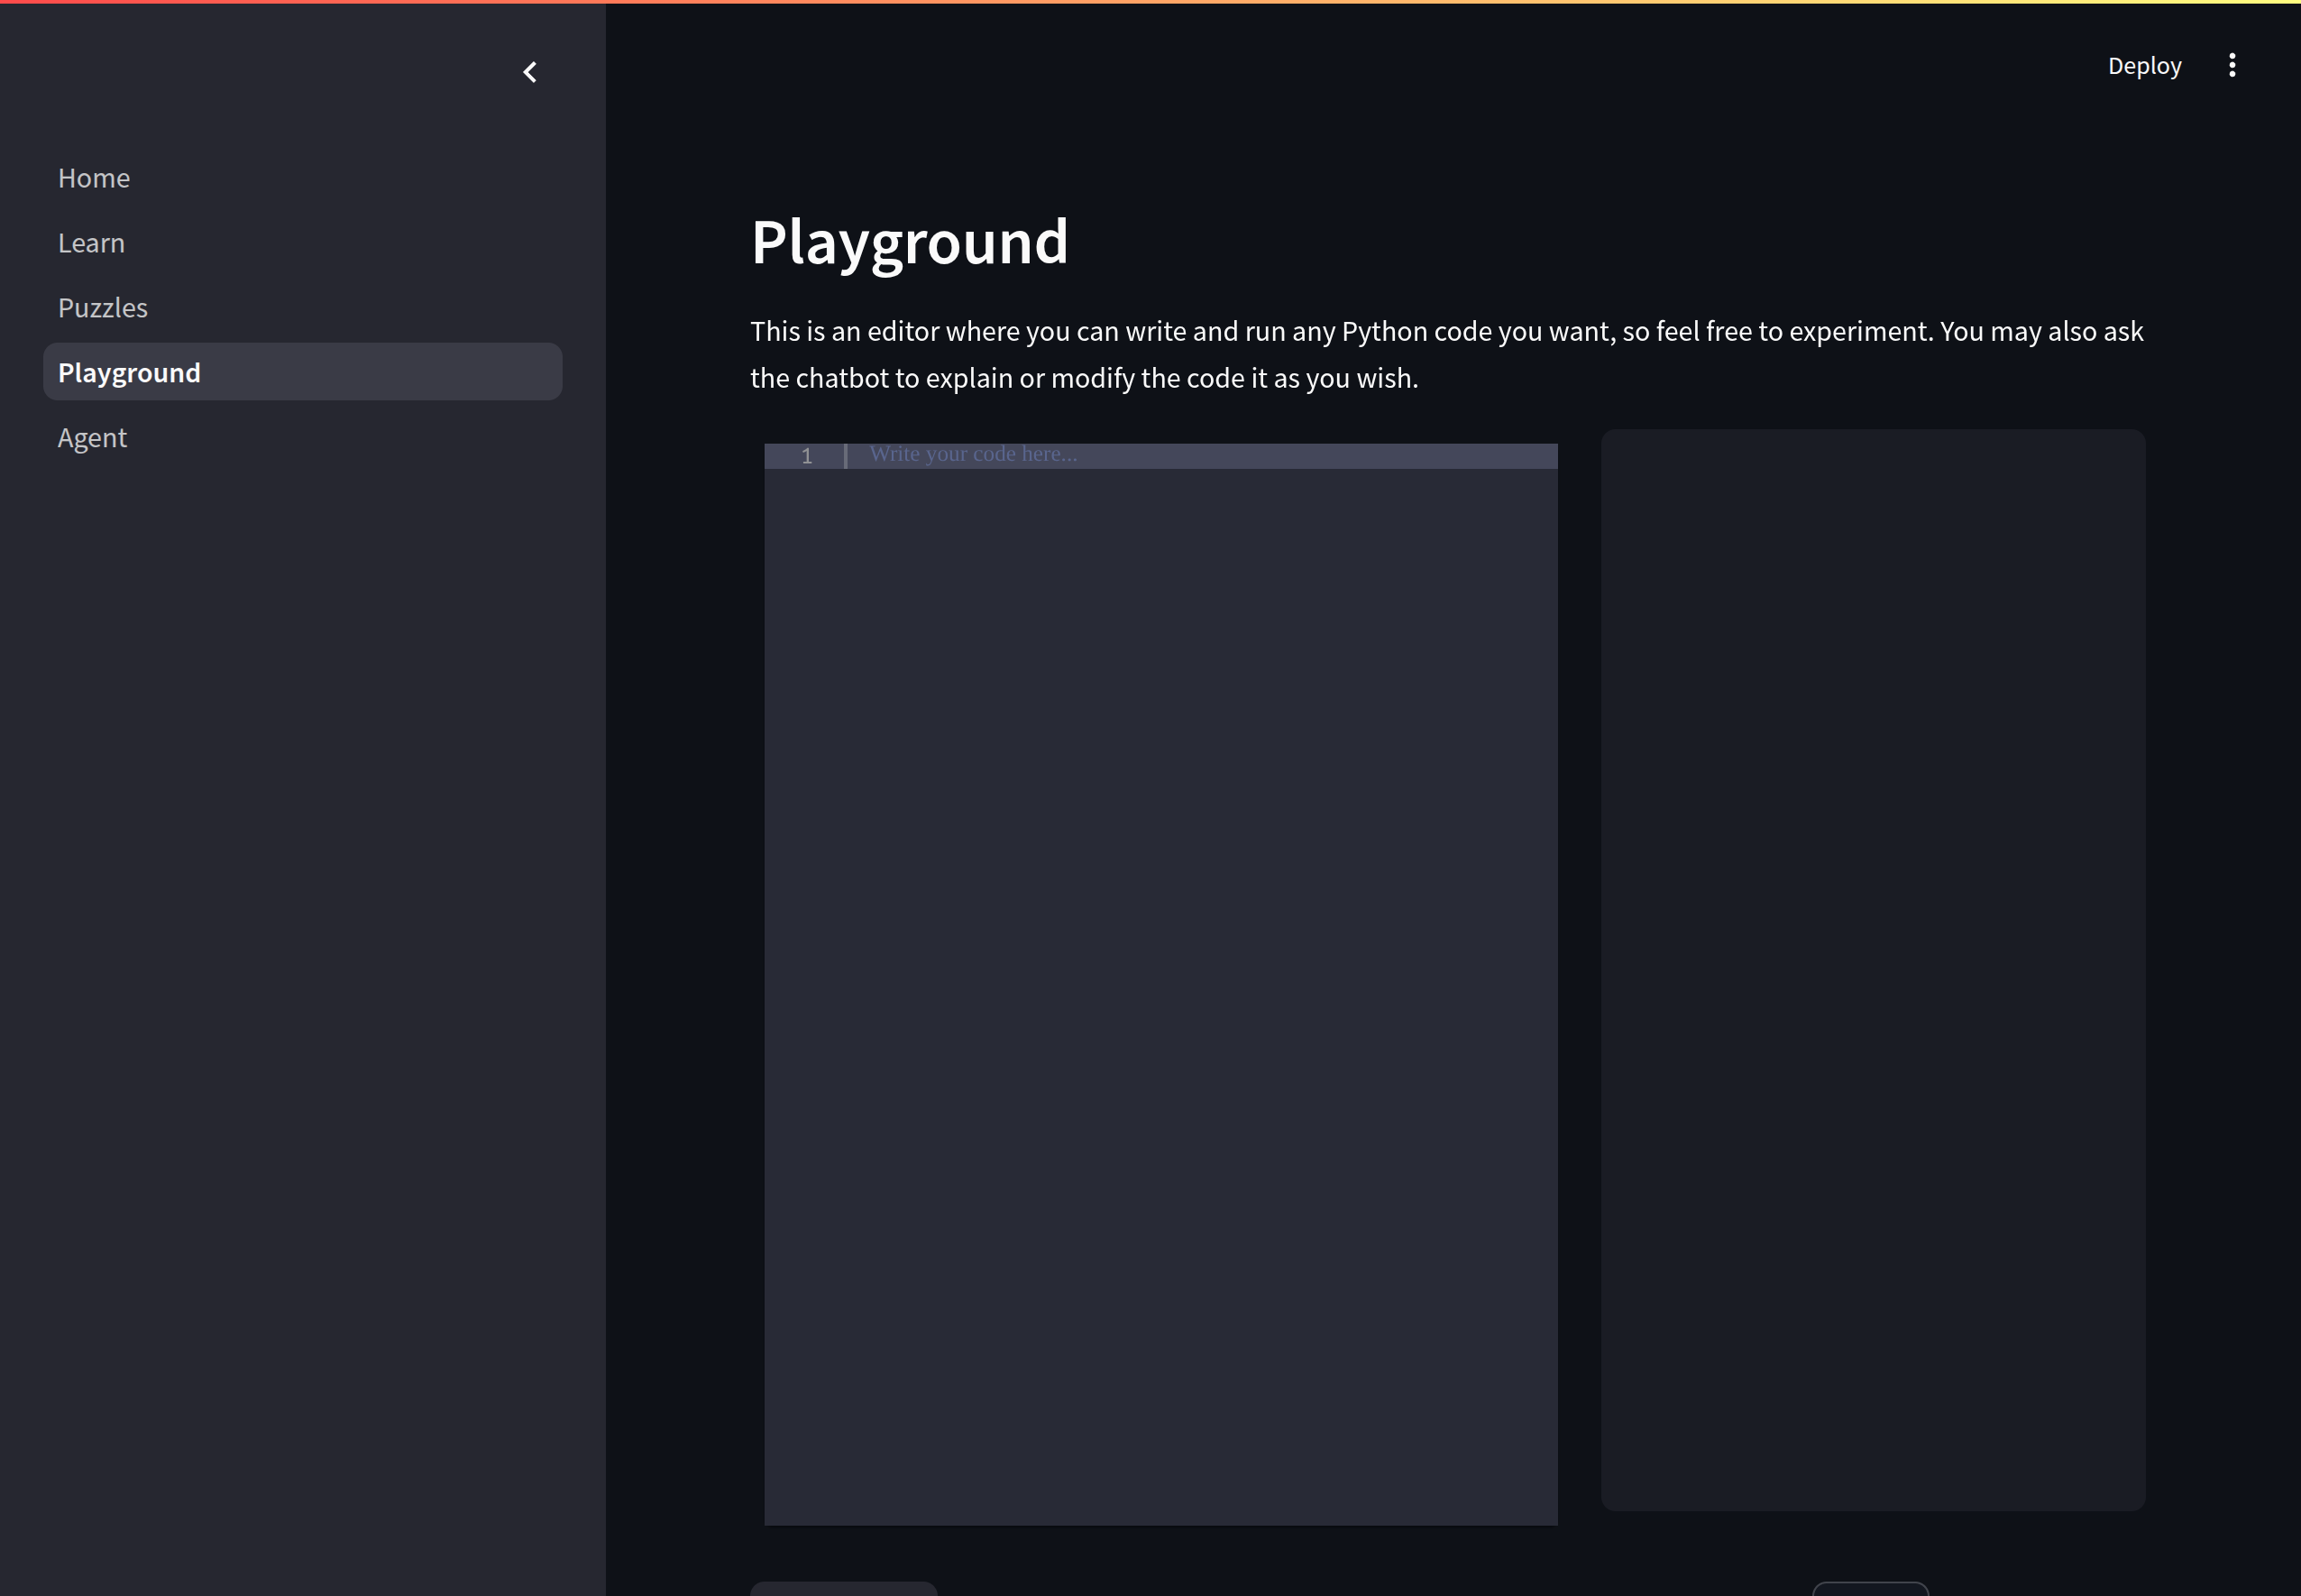 Deploy
Home
Learn
Puzzles
Playground
Agent
Playground
This is an editor where you can write and run any Python code you want, so feel free to experiment. You may also ask
the chatbot to explain or modify the code it as you wish.
1 Write your code here...